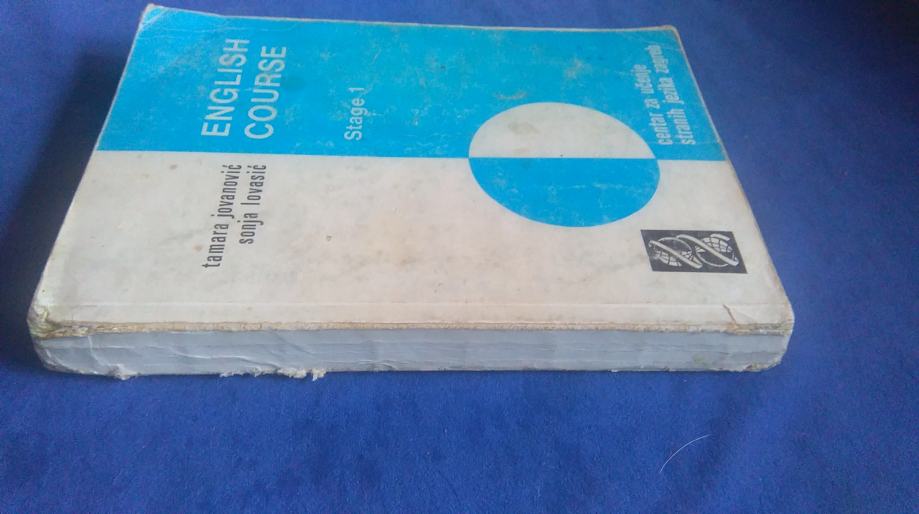 tamara jovanović
sonja lovasić
ENGLISH
COURSE
Stage 1
centar za učenje
stranih jezika zagreb